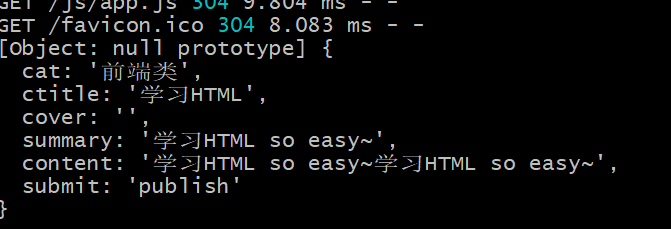 GET /js/app.js 304 9.804 ms - -
GET /favicon.ico 304 8.083 ms - -
[Object: null prototype] {
  cat: '前端类',
  ctitle: '学习HTML',
  cover: '',
  summary: '学习HTML so easy~',
  content: '学习HTML so easy~学习HTML so easy~',
  submit: 'publish'
}